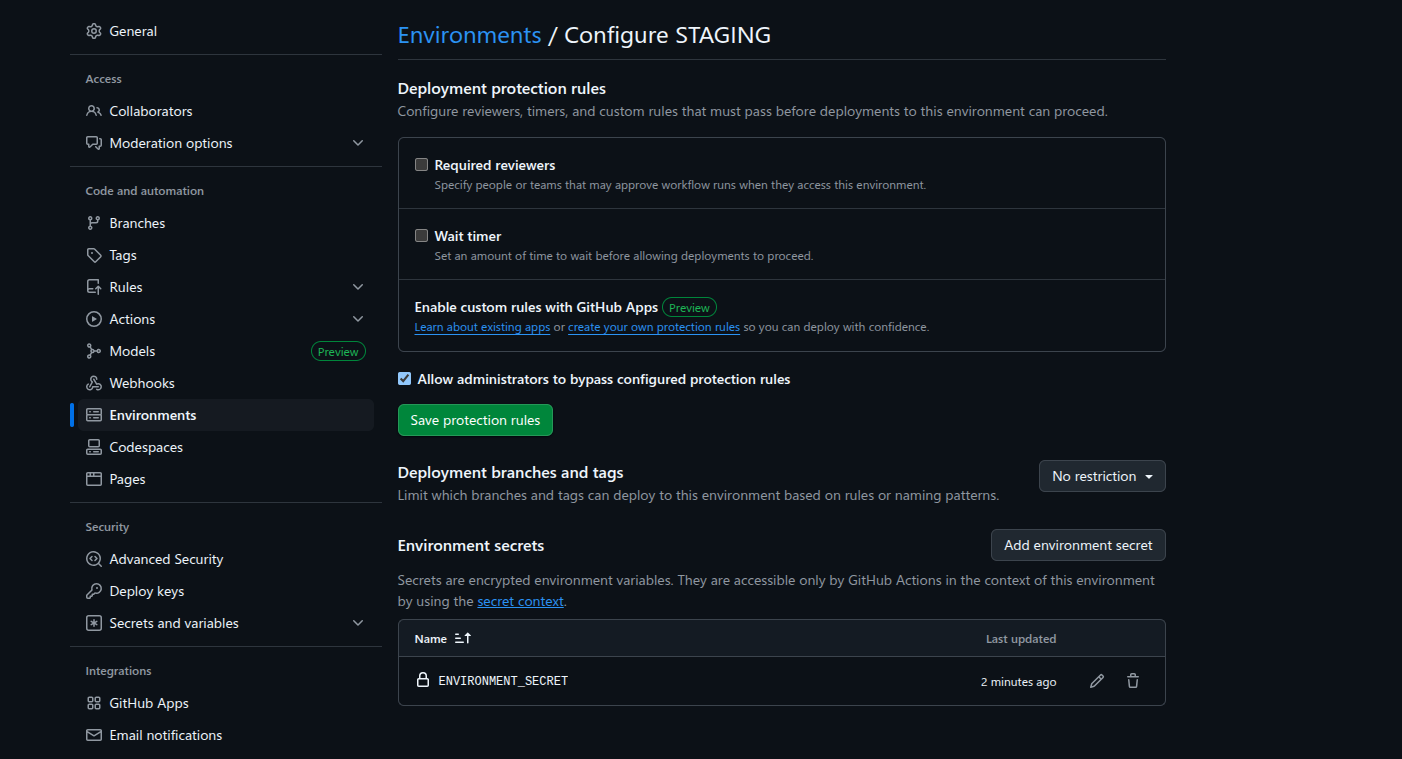 General
Access
Collaborators
Moderation options
Code and automation
Branches
Tags
Rules
Actions
Models Preview
Webhooks
Environments
Codespaces
Pages
Security
Advanced Security
Deploy keys
Secrets and variables
Integrations
GitHub Apps
Email notifications
Environments / Configure STAGING
Deployment protection rules
Configure reviewers, timers, and custom rules that must pass before deployments to this environment can proceed.
Required reviewers
Specify people or teams that may approve workflow runs when they access this environment.
Wait timer
Set an amount of time to wait before allowing deployments to proceed.
Enable custom rules with GitHub Apps Preview
Learn about existing apps or create your own protection rules so you can deploy with confidence.
Allow administrators to bypass configured protection rules
Save protection rules
Deployment branches and tags
No restriction
Limit which branches and tags can deploy to this environment based on rules or naming patterns.
Environment secrets
Add environment secret
Secrets are encrypted environment variables. They are accessible only by GitHub Actions in the context of this environment
by using the secret context.
Name Last updated
ENVIRONMENT_SECRET 2 minutes ago